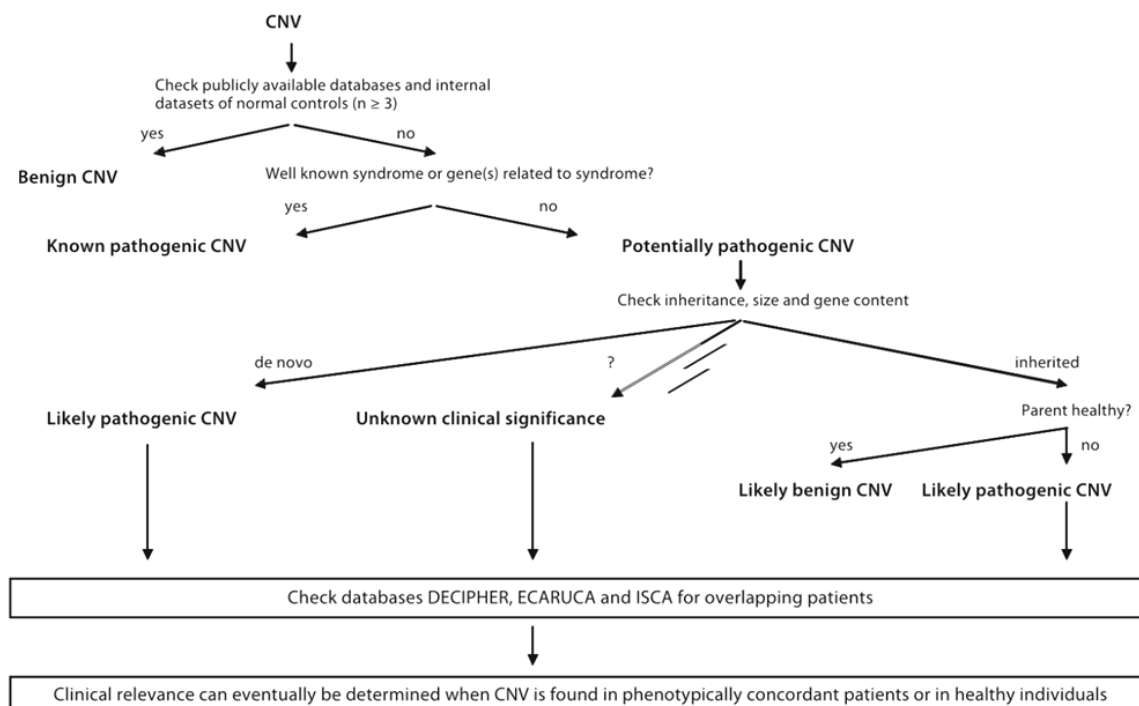 CNV
Check publicly available databases and internal
datasets of normal controls (n ≥ 3)
yes
no
Benign CNV
Well known syndrome or gene(s) related to syndrome?
yes
no
Known pathogenic CNV
Potentially pathogenic CNV
Check inheritance, size and gene content
de novo
?
inherited
Likely pathogenic CNV
Unknown clinical significance
Parent healthy?
yes
no
Likely benign CNV
Likely pathogenic CNV
Check databases DECIPHER, ECARUCA and ISCA for overlapping patients
Clinical relevance can eventually be determined when CNV is found in phenotypically concordant patients or in healthy individuals